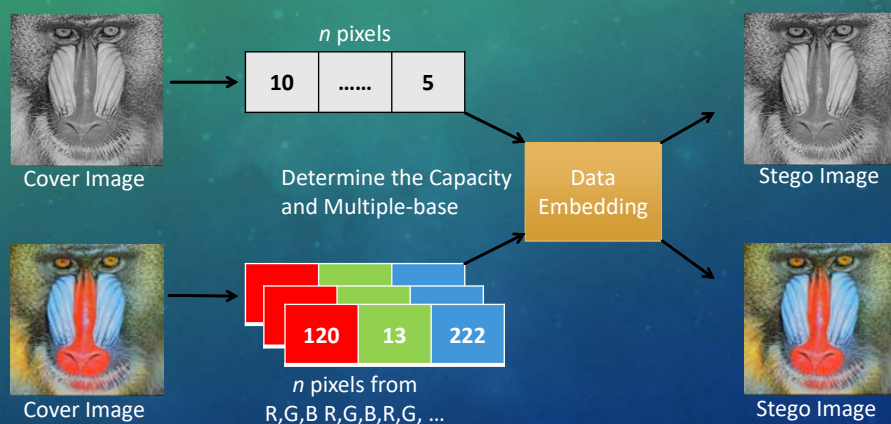 n pixels
10 ...... 5
Cover Image
Determine the Capacity
and Multiple-base
Data
Embedding
Stego Image
120 13 222
n pixels from
R,G,B R,G,B,R,G, ...
Cover Image
Stego Image